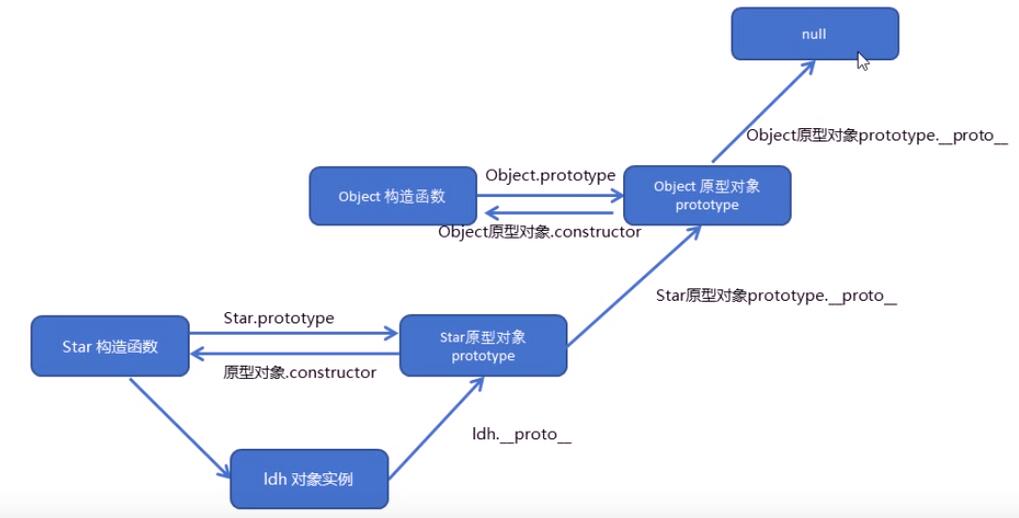 null
Object原型对象prototype.__proto__
Object 构造函数
Object.prototype
Object 原型对象
prototype
Object原型对象.constructor
Star原型对象prototype.__proto__
Star 构造函数
Star.prototype
Star原型对象
prototype
原型对象.constructor
ldh.__proto__
ldh 对象实例